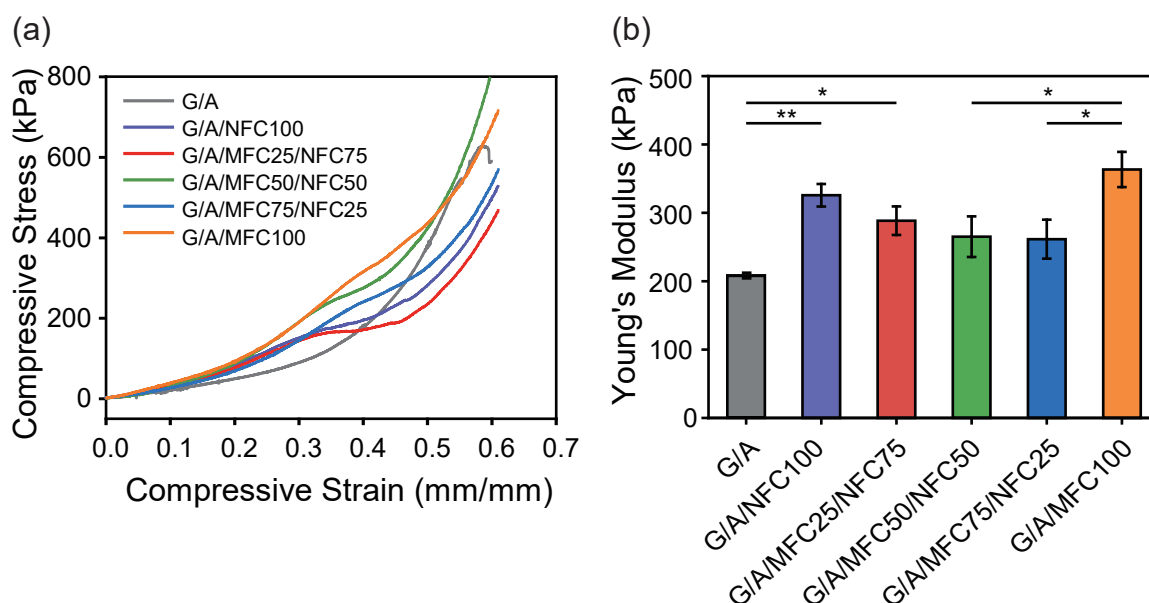 (a)
Compressive Stress (kPa)
800
600
400
200
0
G/A
G/A/NFC100
G/A/MFC25/NFC75
G/A/MFC50/NFC50
G/A/MFC75/NFC25
G/A/MFC100
0.0 0.1 0.2 0.3 0.4 0.5 0.6 0.7
Compressive Strain (mm/mm)
(b)
Young's Modulus (kPa)
500
400
300
200
100
0
* *
** *
G/A
G/A/NFC100
G/A/MFC25/NFC75
G/A/MFC50/NFC50
G/A/MFC75/NFC25
G/A/MFC100